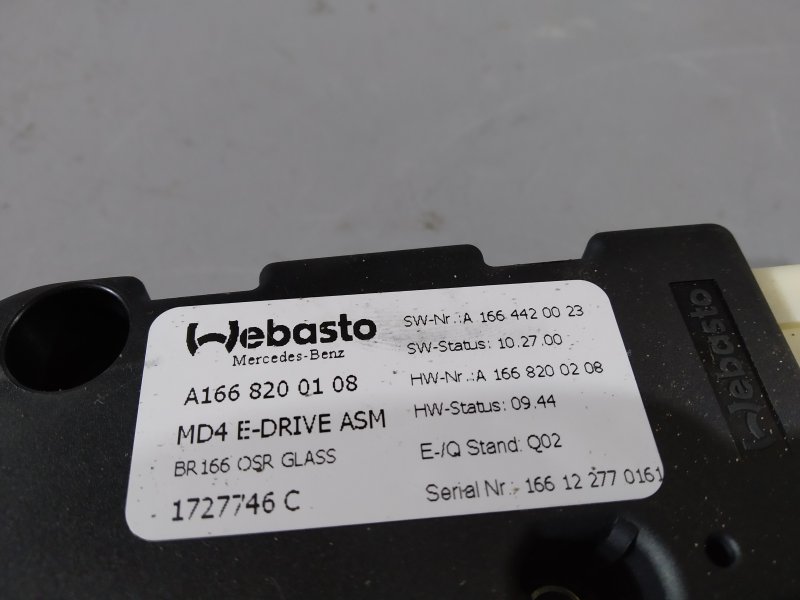 Webasto
Mercedes-Benz
A166 820 01 08
MD4 E-DRIVE ASM
BR166 OSR GLASS
1727746 C
SW-Nr.:A 166 442 00 23
SW-Status: 10.27.00
HW-Nr.:A 166 820 02 08
HW-Status: 09.44
E-/Q Stand: Q02
Serial Nr.: 166 12 277 0161
Webasto